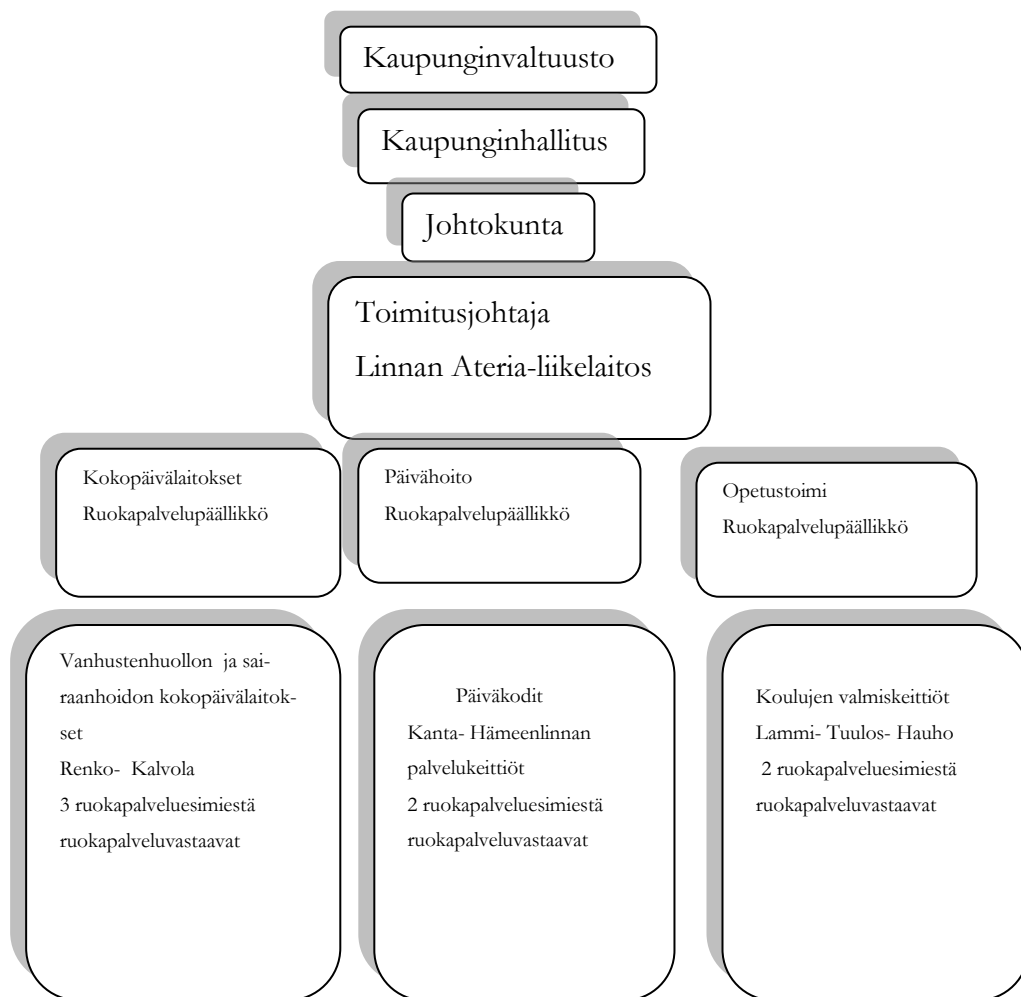 Kaupunginvaltuusto
Kaupunginhallitus
Johtokunta
Toimitusjohtaja
Linnan Ateria-liikelaitos
Kokopäivälaitokset
Ruokapalvelupäällikkö
Päivähoito
Ruokapalvelupäällikkö
Opetustoimi
Ruokapalvelupäällikkö
Vanhustenhuollon ja sai-
raanhoidon kokopäivälaitok-
set
Renko- Kalvola
3 ruokapalveluesimiestä
ruokapalveluvastaavat
Päiväkodit
Kanta- Hämeenlinnan
palvelukeittiöt
2 ruokapalveluesimiestä
ruokapalveluvastaavat
Koulujen valmiskeittiöt
Lammi- Tuulos- Hauho
2 ruokapalveluesimiestä
ruokapalveluvastaavat